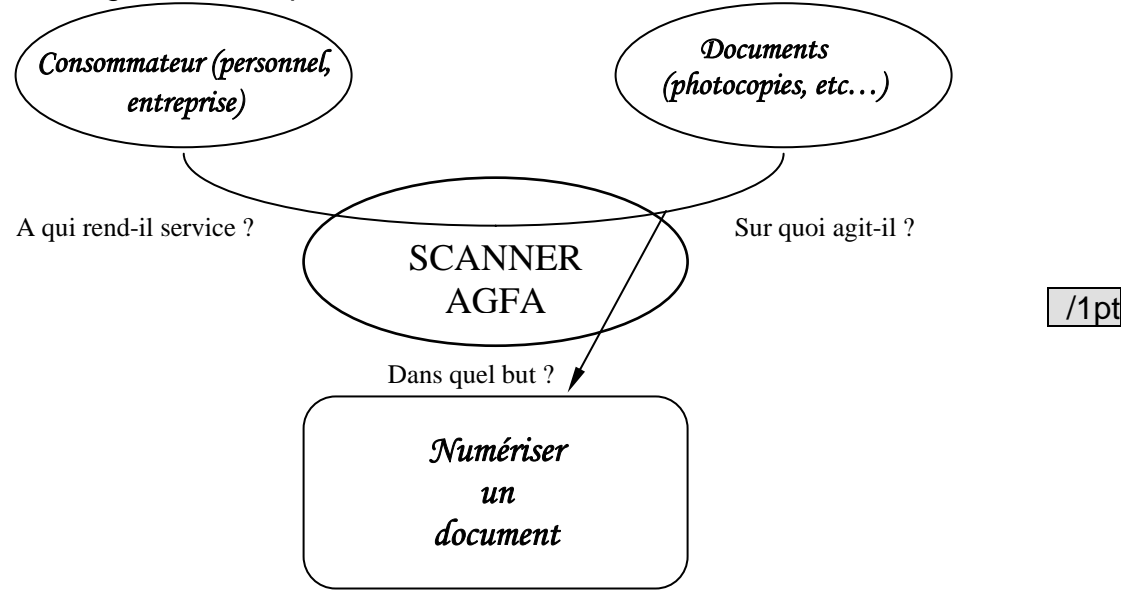 Consommateur (personnel,
entreprise)
Documents
(photocopies, etc…)
A qui rend-il service ?
Sur quoi agit-il ?
SCANNER
AGFA
/1pt
Dans quel but ?
Numériser
un
document